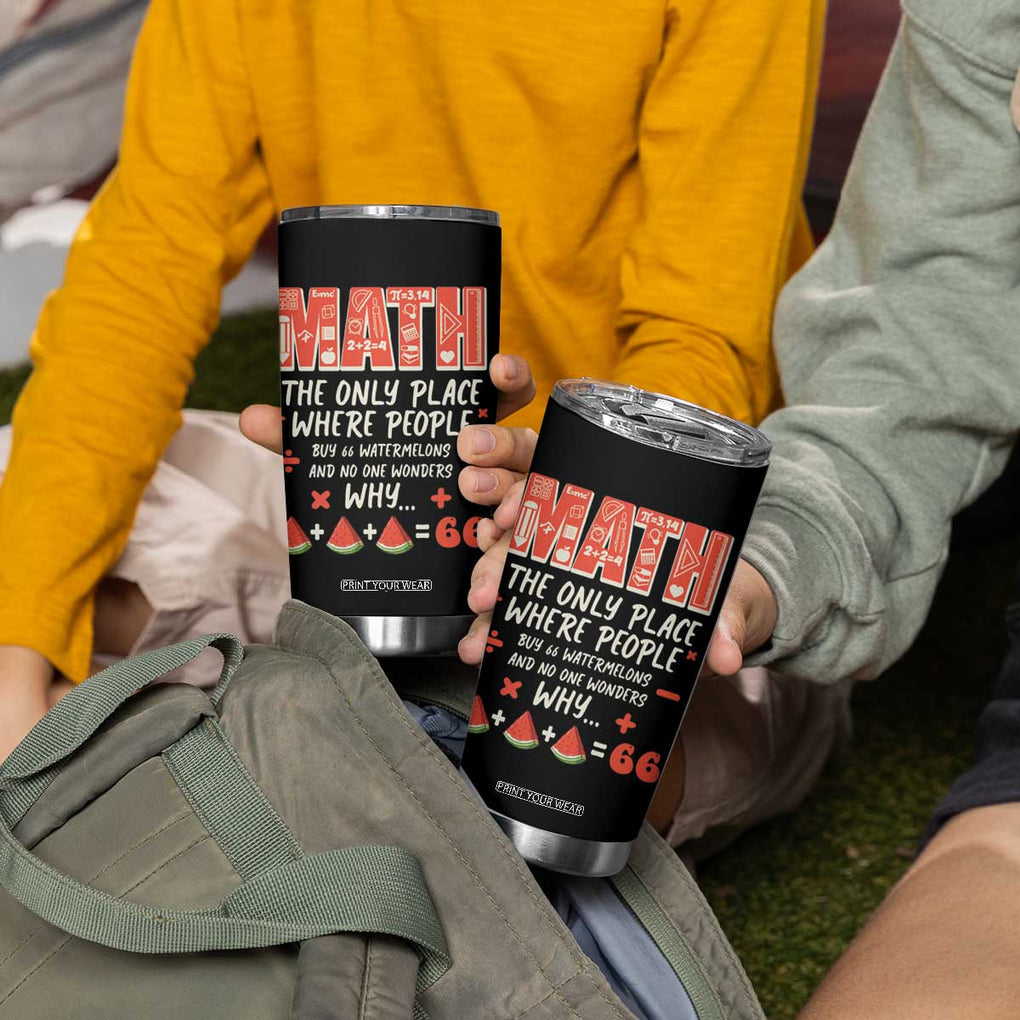 E=mc²
π=3,14
2+2=4
MATH
THE ONLY PLACE
WHERE PEOPLE
BUY 66 WATERMELONS
AND NO ONE WONDERS
WHY...
+ + = 66
PRINT YOUR WEAR
E=mc²
π=3,14
2+2=4
MATH
THE ONLY PLACE
WHERE PEOPLE
BUY 66 WATERMELONS
AND NO ONE WONDERS
WHY...
+ + = 66
PRINT YOUR WEAR